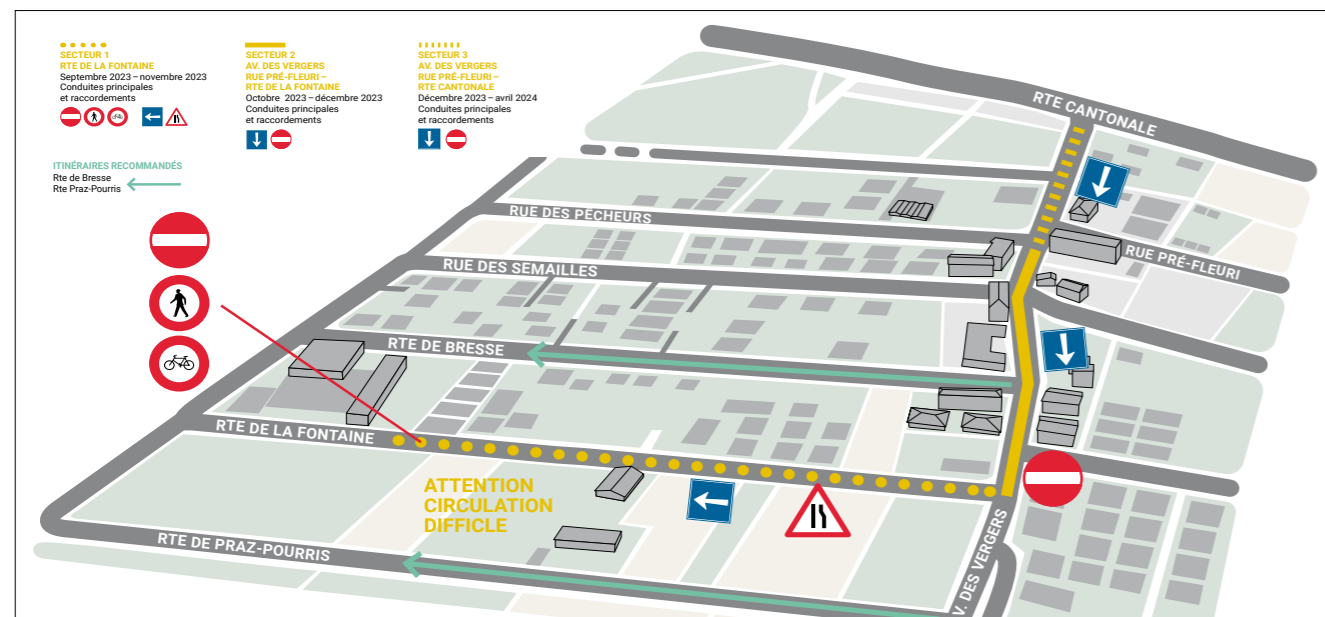 SECTEUR 1
RTE DE LA FONTAINE
Septembre 2023 – novembre 2023
Conduites principales
et raccordements
SECTEUR 2
AV. DES VERGERS
RUE PRÉ-FLEURI –
RTE DE LA FONTAINE
Octobre 2023 – décembre 2023
Conduites principales
et raccordements
SECTEUR 3
AV. DES VERGERS
RUE PRÉ-FLEURI –
RTE CANTONALE
Décembre 2023 – avril 2024
Conduites principales
et raccordements
ITINÉRAIRES RECOMMANDÉS
Rte de Bresse
Rte Praz-Pourris
RTE CANTONALE
RUE DES PÊCHEURS
RUE PRÉ-FLEURI
RUE DES SEMAILLES
RTE DE BRESSE
RTE DE LA FONTAINE
ATTENTION
CIRCULATION
DIFFICLE
RTE DE PRAZ-POURRIS
V. DES VERGERS